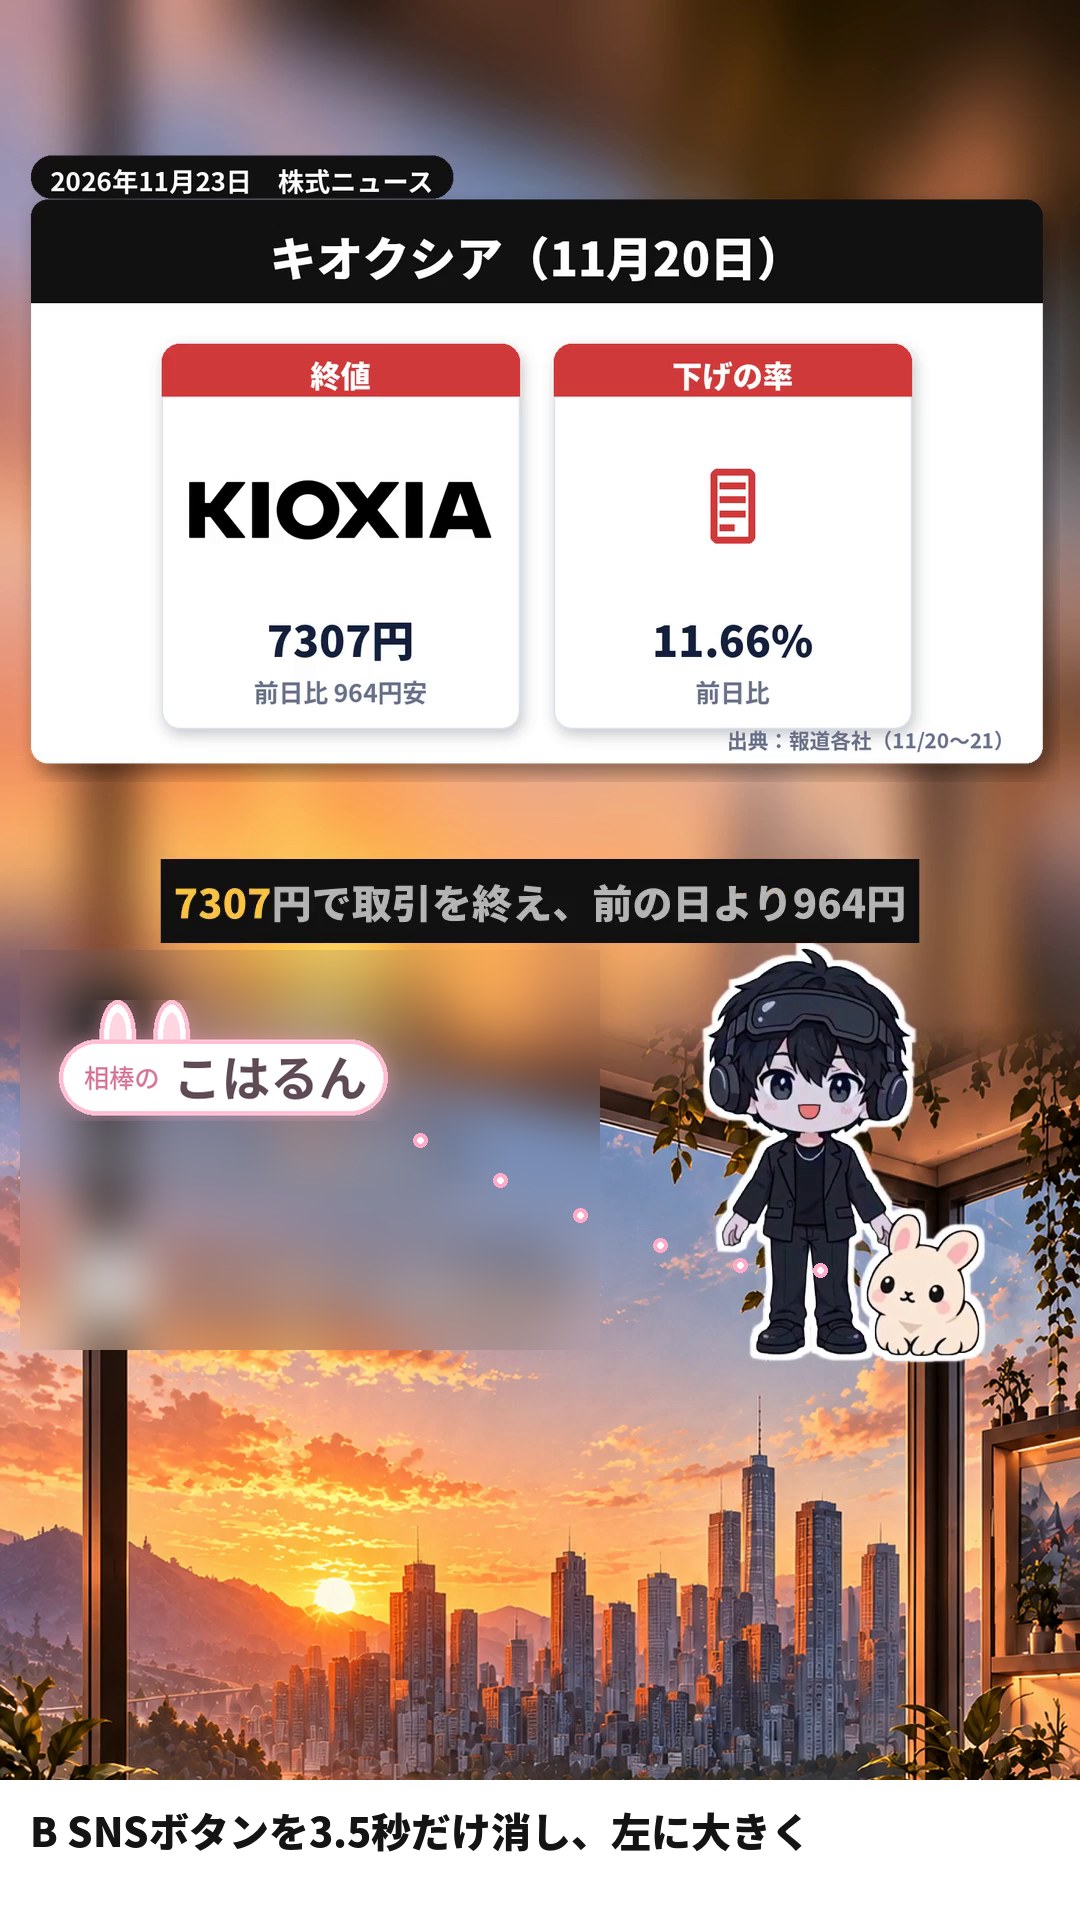 2026年11月23日　株式ニュース
キオクシア（11月20日）
終値
KIOXIA
7307円
前日比 964円安
下げの率
11.66%
前日比
出典：報道各社（11/20〜21）
7307円で取引を終え、前の日より964円
相棒の こはるん
B SNSボタンを3.5秒だけ消し、左に大きく